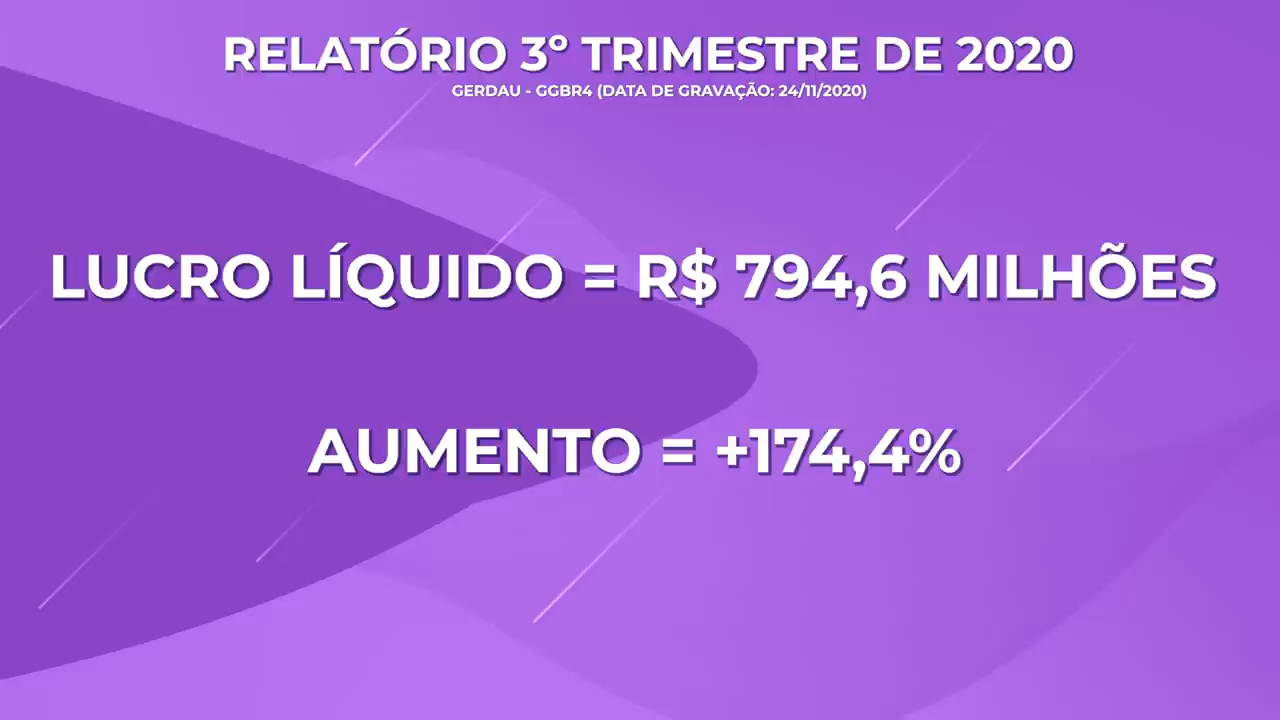 RELATÓRIO 3º TRIMESTRE DE 2020
GERDAU - GGBR4 (DATA DE GRAVAÇÃO: 24/11/2020)
LUCRO LÍQUIDO = R$ 794,6 MILHÕES
AUMENTO = +174,4%